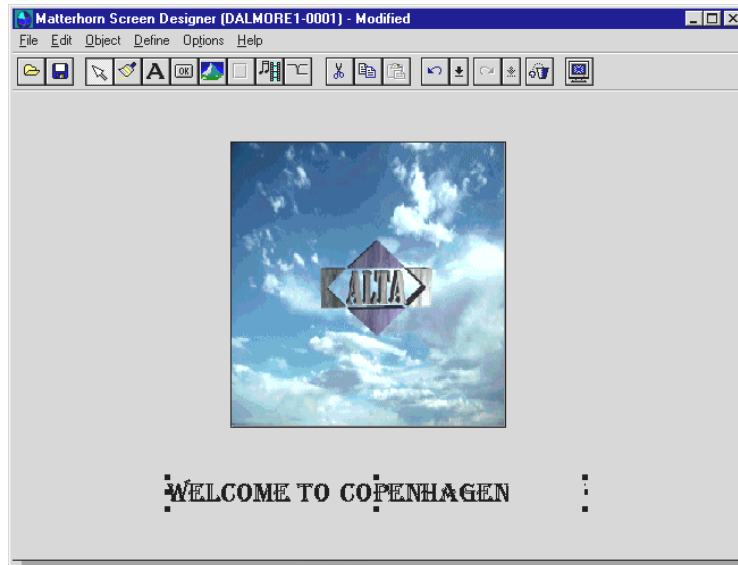 Matterhorn Screen Designer (DALMORE1-0001) - Modified
File Edit Object Define Options Help
A OK
ALTA
WELCOME TO COPENHAGEN